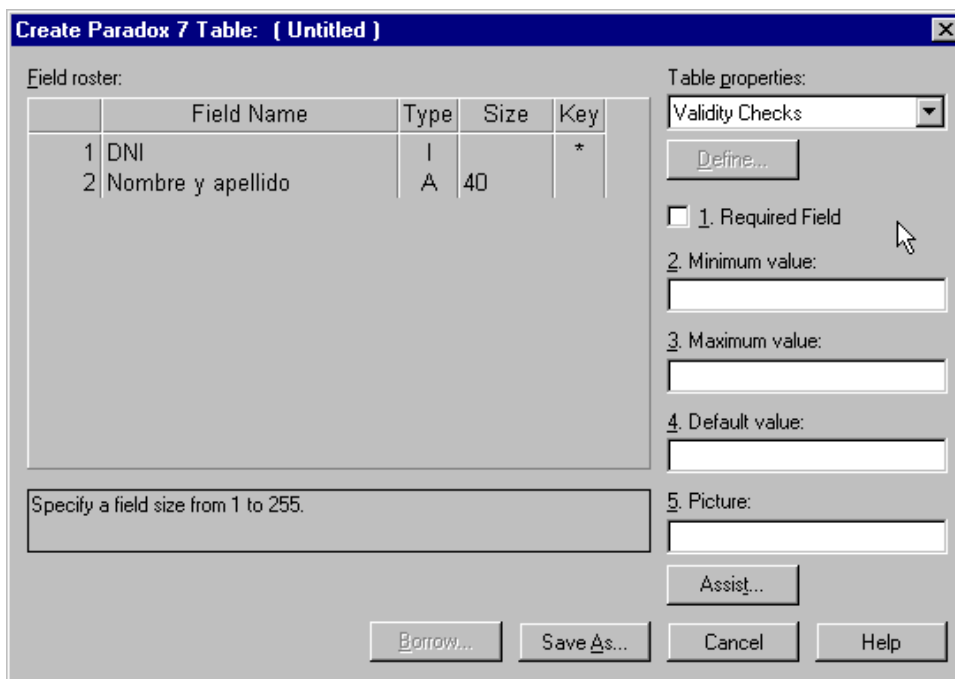 Create Paradox 7 Table: ( Untitled )
Field roster:
Field Name Type Size Key
1 DNI I *
2 Nombre y apellido A 40
Specify a field size from 1 to 255.
Table properties:
Validity Checks
Define...
1. Required Field
2. Minimum value:
3. Maximum value:
4. Default value:
5. Picture:
Assist...
Borrow... Save As... Cancel Help